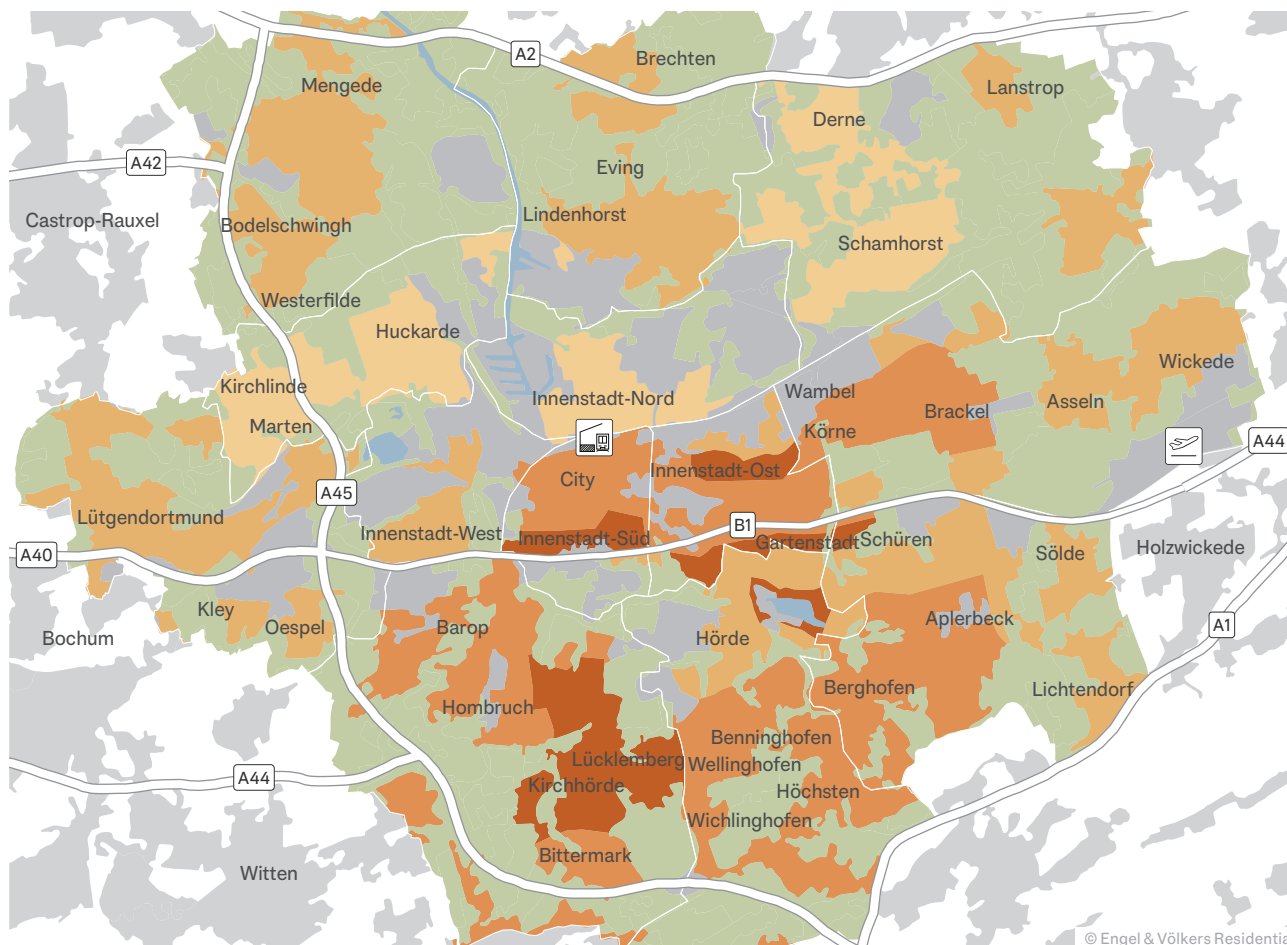 A2
Brechten
Mengede
Lanstrop
Derne
A42
Eving
Castrop-Rauxel
Bodelschwingh
Lindenhorst
Schamhorst
Westerfilde
Huckarde
Wickede
Kirchlinde
Innenstadt-Nord
Wambel
Asseln
Brackel
Marten
Körne
A44
City
Innenstadt-Ost
A45
Lütgendortmund
B1
Innenstadt-West
Innenstadt-Süd
Gartenstadt
Schüren
A40
Sölde
Holzwickede
Kley
Oespel
Bochum
Barop
Hörde
Aplerbeck
A1
Berghofen
Lichtendorf
Hombruch
Benninghofen
Lücklemberg
Wellinghofen
A44
Kirchhörde
Höchsten
Wichlinghofen
Bittermark
Witten
© Engel & Völkers Residentia